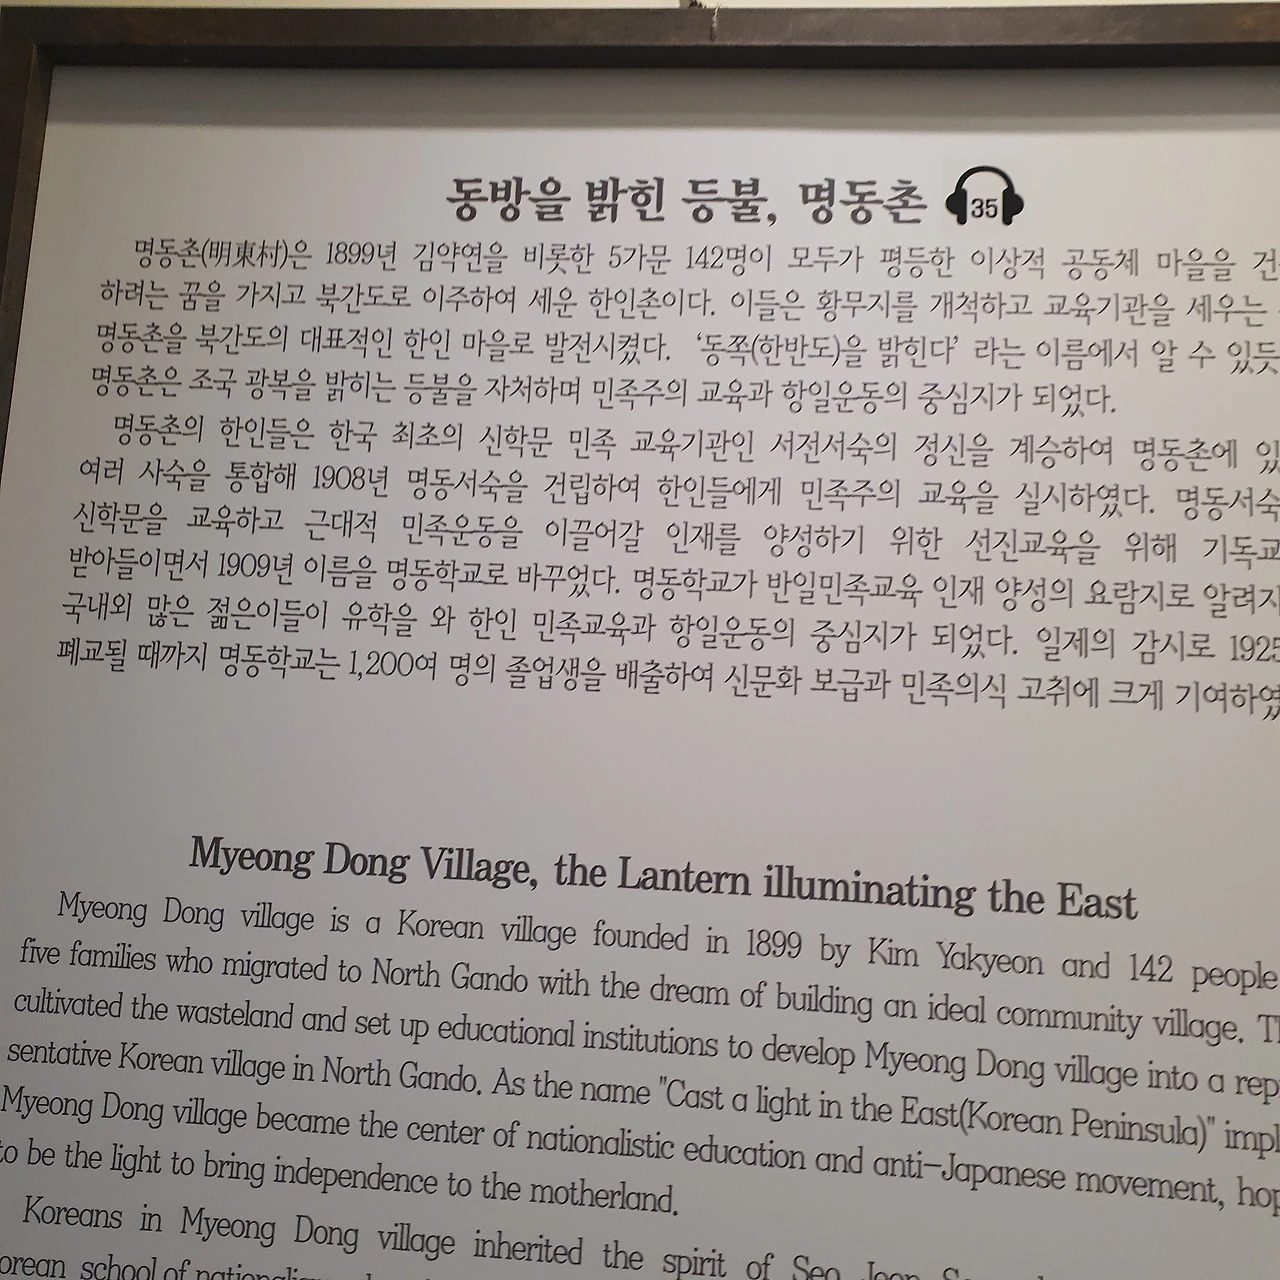 동방을 밝힌 등불, 명동촌 35
명동촌(明東村)은 1899년 김약연을 비롯한 5가문 142명이 모두가 평등한 이상적 공동체 마을을
하려는 꿈을 가지고 북간도로 이주하여 세운 한인촌이다. 이들은 황무지를 개척하고 교육기관을 세우는
명동촌을 북간도의 대표적인 한인 마을로 발전시켰다. ‘동쪽(한반도)을 밝힌다’ 라는 이름에서 알 수 있듯
명동촌은 조국 광복을 밝히는 등불을 자처하며 민족주의 교육과 항일운동의 중심지가 되었다.
명동촌의 한인들은 한국 최초의 신학문 민족 교육기관인 서전서숙의 정신을 계승하여 명동촌에 있
여러 사숙을 통합해 1908년 명동서숙을 건립하여 한인들에게 민족주의 교육을 실시하였다. 명동서숙
신학문을 교육하고 근대적 민족운동을 이끌어갈 인재를 양성하기 위한 선진교육을 위해 기독교
받아들이면서 1909년 이름을 명동학교로 바꾸었다. 명동학교가 반일민족교육 인재 양성의 요람지로 알려지
국내외 많은 젊은이들이 유학을 와 한인 민족교육과 항일운동의 중심지가 되었다. 일제의 감시로 1925
폐교될 때까지 명동학교는 1,200여 명의 졸업생을 배출하여 신문화 보급과 민족의식 고취에 크게 기여하였
Myeong Dong Village, the Lantern illuminating the East
Myeong Dong village is a Korean village founded in 1899 by Kim Yakyeon and 142 people
five families who migrated to North Gando with the dream of building an ideal community village.
cultivated the wasteland and set up educational institutions to develop Myeong Dong village into a rep
sentative Korean village in North Gando. As the name "Cast a light in the East(Korean Peninsula)" impl
Myeong Dong village became the center of nationalistic education and anti-Japanese movement, hop
to be the light to bring independence to the motherland.
Koreans in Myeong Dong village inherited the spirit of Seo Jeon
orean school of